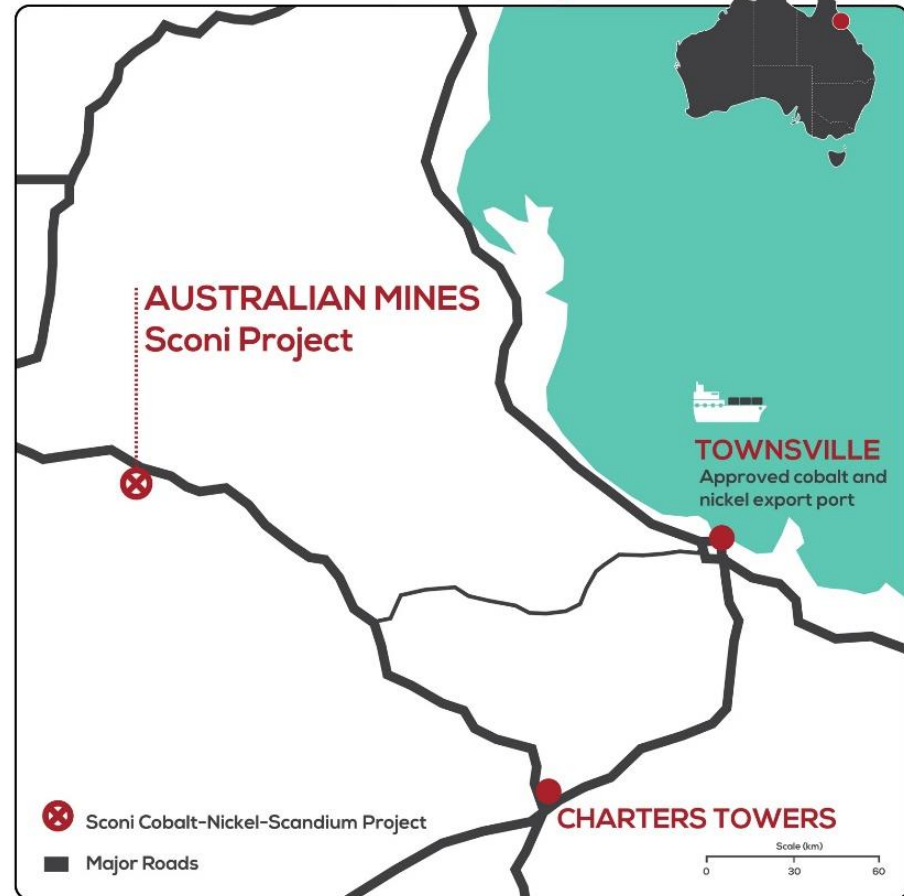 AUSTRALIAN MINES
Sconi Project
TOWNSVILLE
Approved cobalt and
nickel export port
CHARTERS TOWERS
Sconi Cobalt-Nickel-Scandium Project
Major Roads
Scale (km)
0 30 60